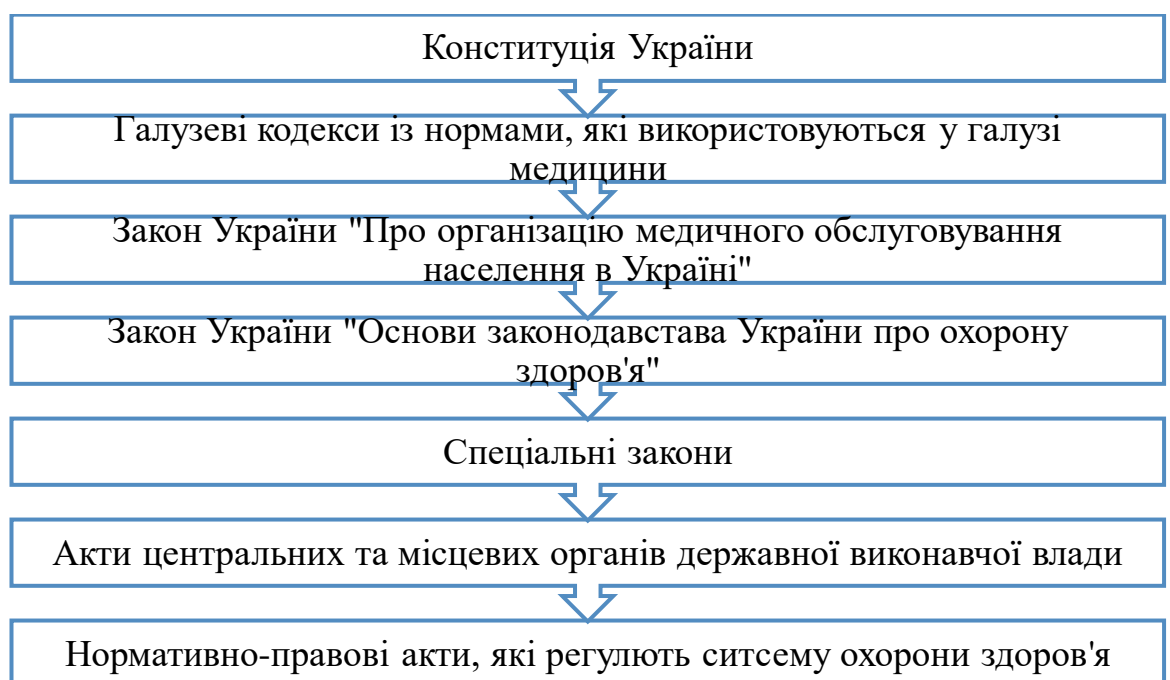 Конституція України
Галузеві кодекси із нормами, які використовуються у галузі
медицини
Закон України "Про організацію медичного обслуговування
населення в Україні"
Закон України "Основи законодавстава України про охорону
здоров'я"
Спеціальні закони
Акти центральних та місцевих органів державної виконавчої влади
Нормативно-правові акти, які регулють ситсему охорони здоров'я